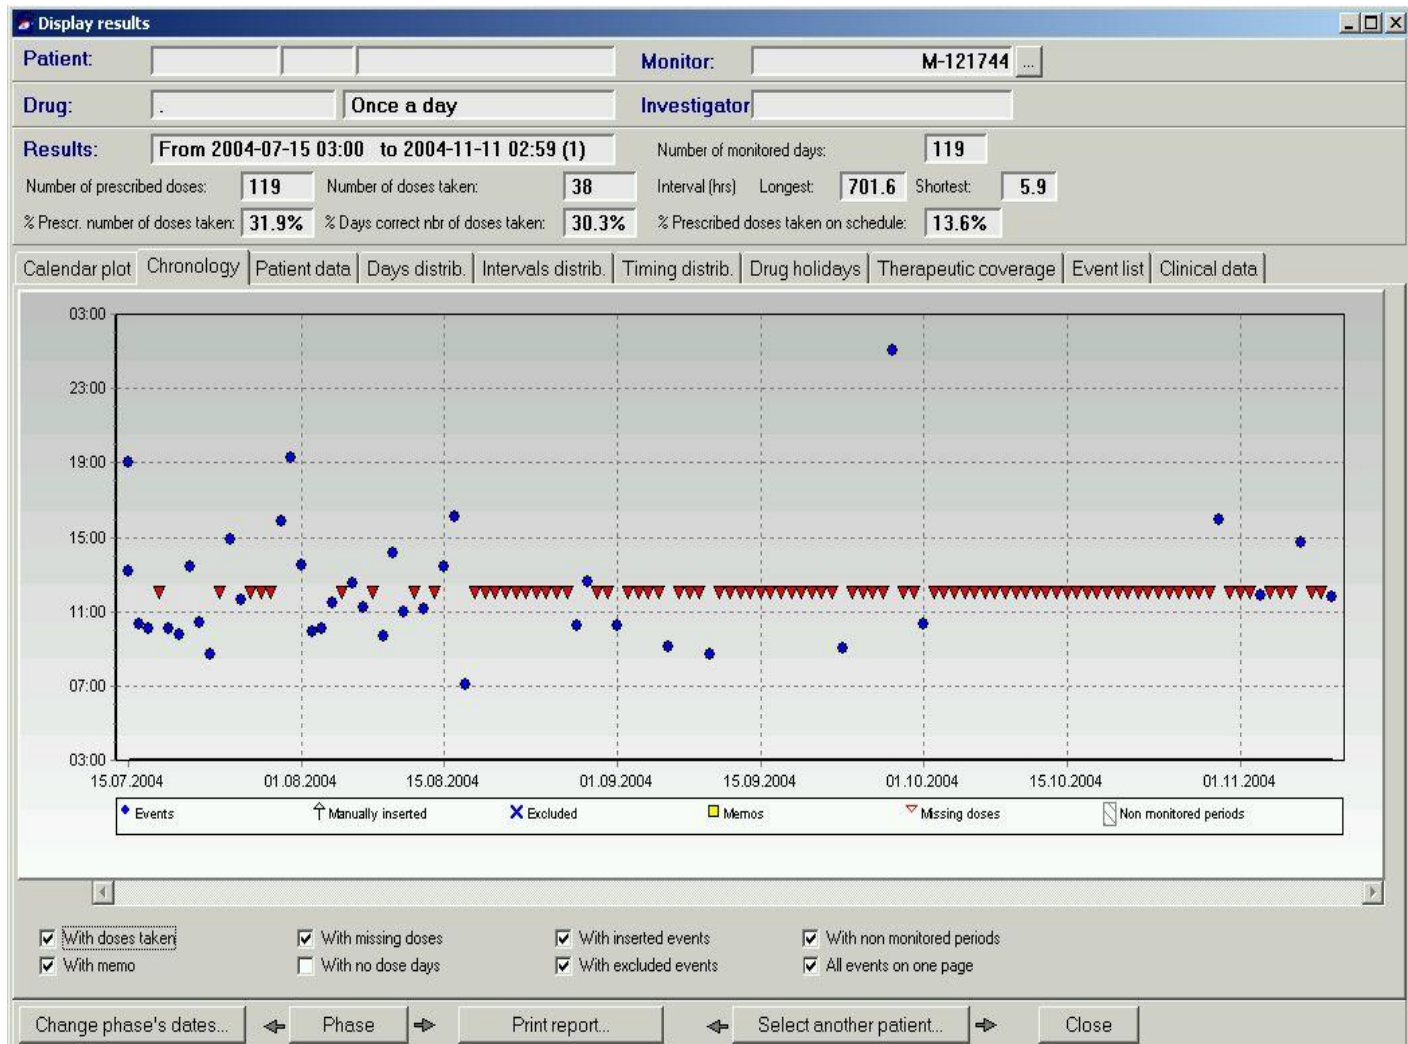 Display results
Patient: Monitor: M-121744 ...
Drug: . Once a day Investigator
Results: From 2004-07-15 03:00 to 2004-11-11 02:59 (1) Number of monitored days: 119
Number of prescribed doses: 119 Number of doses taken: 38 Interval (hrs) Longest: 701.6 Shortest: 5.9
% Prescr. number of doses taken: 31.9% % Days correct nbr of doses taken: 30.3% % Prescribed doses taken on schedule: 13.6%
Calendar plot Chronology Patient data Days distrib. Intervals distrib. Timing distrib. Drug holidays Therapeutic coverage Event list Clinical data
03:00
23:00
19:00
15:00
11:00
07:00
03:00
15.07.2004 01.08.2004 15.08.2004 01.09.2004 15.09.2004 01.10.2004 15.10.2004 01.11.2004
Events Manually inserted Excluded Memos Missing doses Non monitored periods
With doses taken With missing doses With inserted events With non monitored periods
With memo With no dose days With excluded events All events on one page
Change phase's dates... Phase Print report... Select another patient... Close